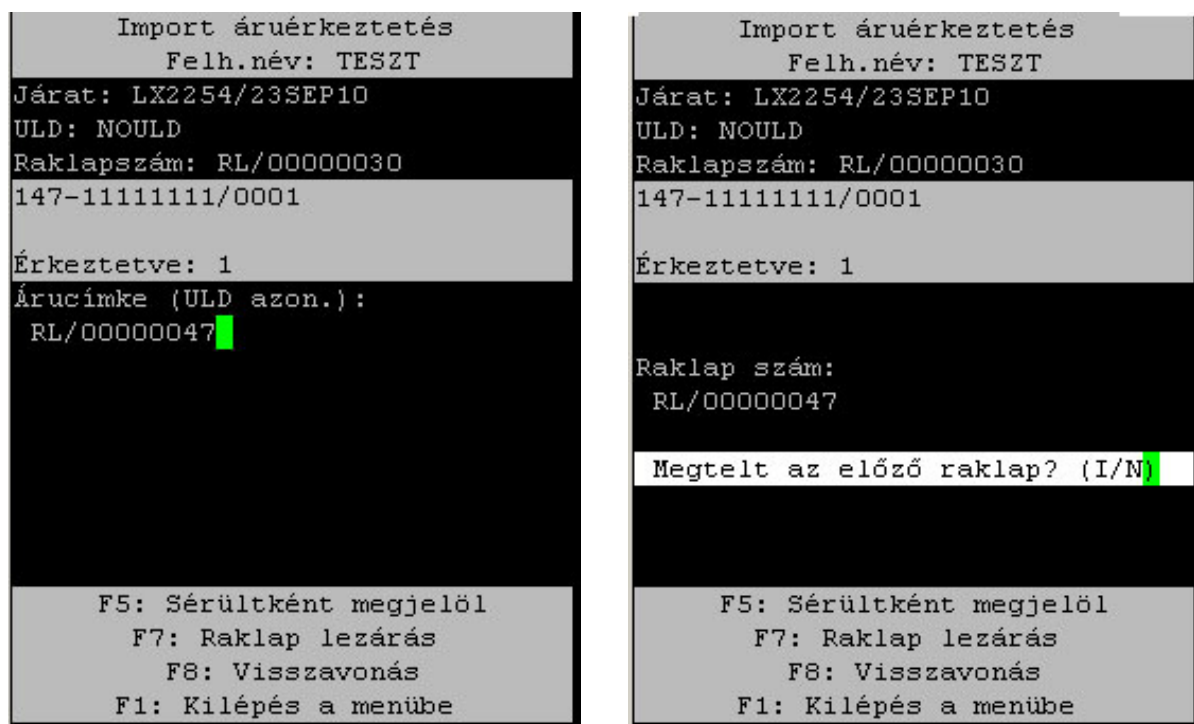 Import áruérkeztetés
Felh.név: TESZT
Járat: LX2254/23SEP10
ULD: NOULD
Raklapszám: RL/00000030
147-11111111/0001
Érkeztetve: 1
Árucímke (ULD azon.):
RL/00000047
F5: Sérültként megjelöl
F7: Raklap lezárás
F8: Visszavonás
F1: Kilépés a menübe
Import áruérkeztetés
Felh.név: TESZT
Járat: LX2254/23SEP10
ULD: NOULD
Raklapszám: RL/00000030
147-11111111/0001
Érkeztetve: 1
Raklap szám:
RL/00000047
Megtelt az előző raklap? (I/N)
F5: Sérültként megjelöl
F7: Raklap lezárás
F8: Visszavonás
F1: Kilépés a menübe